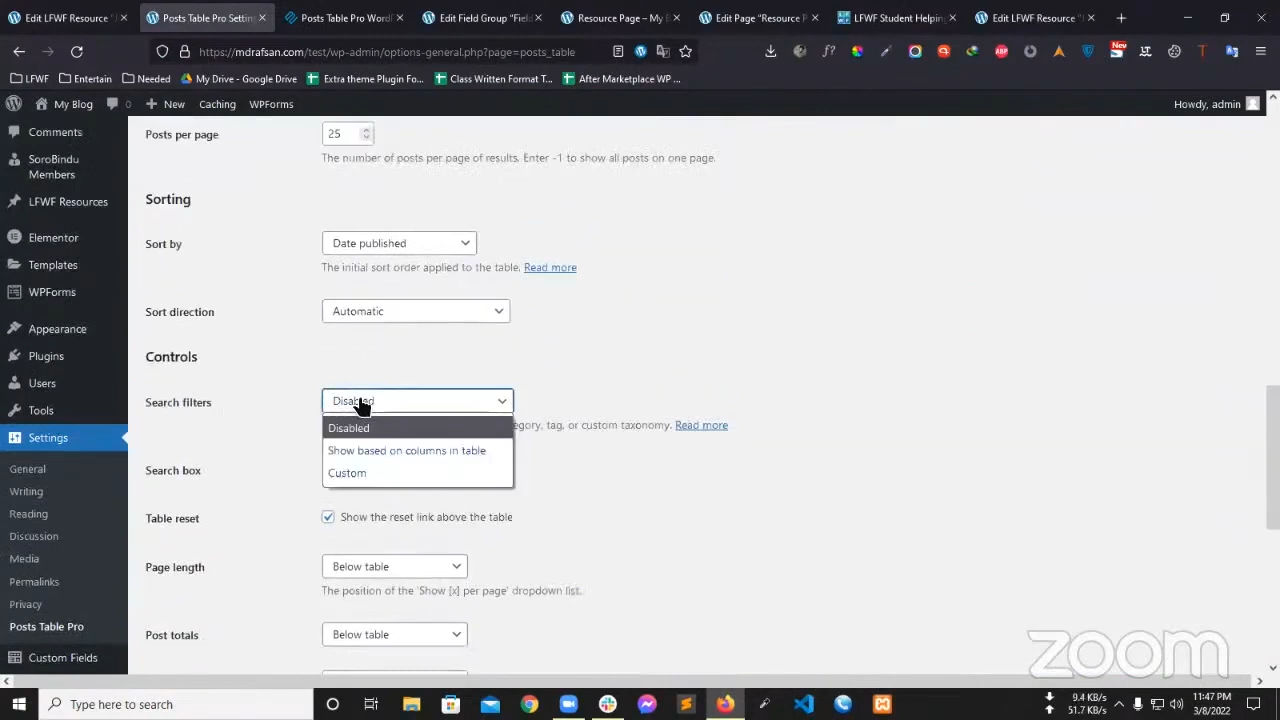 Edit LFWF Resource "I
Posts Table Pro Settin
Posts Table Pro WordP
Edit Field Group "Field
Resource Page – My B
Edit Page "Resource P
LFWF Student Helping
Edit LFWF Resource "I
https://mdrafsan.com/test/wp-admin/options-general.php?page=posts_table
LFWF
Entertain
Needed
My Drive - Google Drive
Extra theme Plugin Fo...
Class Written Format T...
After Marketplace WP ...
My Blog
0
New
Caching
WPForms
Howdy, admin
Comments
SoroBindu
Members
LFWF Resources
Elementor
Templates
WPForms
Appearance
Plugins
Users
Tools
Settings
General
Writing
Reading
Discussion
Media
Permalinks
Privacy
Posts Table Pro
Custom Fields
Posts per page
25
The number of posts per page of results. Enter -1 to show all posts on one page.
Sorting
Sort by
Date published
The initial sort order applied to the table. Read more
Sort direction
Automatic
Controls
Search filters
Disabled
Disabled
Show based on columns in table
Custom
egory, tag, or custom taxonomy. Read more
Search box
Table reset
Show the reset link above the table
Page length
Below table
The position of the 'Show [x] per page' dropdown list.
Post totals
Below table
zoom
Type here to search
9.4 KB/s
51.7 KB/s
11:47 PM
3/8/2022